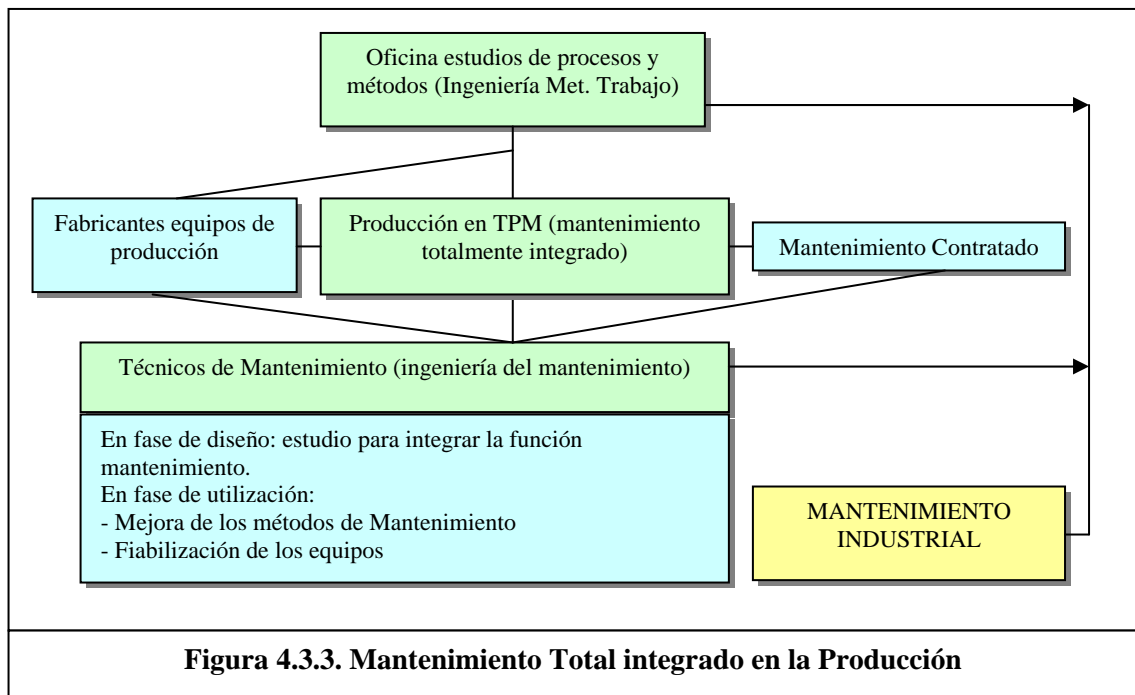 Oficina estudios de procesos y
métodos (Ingeniería Met. Trabajo)
Fabricantes equipos de
producción
Producción en TPM (mantenimiento
totalmente integrado)
Mantenimiento Contratado
Técnicos de Mantenimiento (ingeniería del mantenimiento)
En fase de diseño: estudio para integrar la función
mantenimiento.
En fase de utilización:
- Mejora de los métodos de Mantenimiento
- Fiabilización de los equipos
MANTENIMIENTO
INDUSTRIAL
Figura 4.3.3. Mantenimiento Total integrado en la Producción